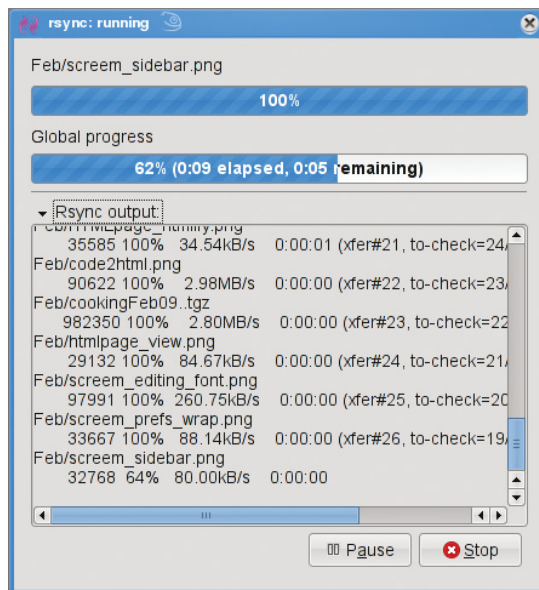 rsync: running
Feb/screem_sidebar.png
100%
Global progress
62% (0:09 elapsed, 0:05 remaining)
Rsync output:
Feb/HTMLpage_htmlify.png
35585 100% 34.54kB/s 0:00:01 (xfer#21, to-check=24/
Feb/code2html.png
90622 100% 2.98MB/s 0:00:00 (xfer#22, to-check=23/
Feb/cookingFeb09..tgz
982350 100% 2.80MB/s 0:00:00 (xfer#23, to-check=22
Feb/htmlpage_view.png
29132 100% 84.67kB/s 0:00:00 (xfer#24, to-check=21/
Feb/screem_editing_font.png
97991 100% 260.75kB/s 0:00:00 (xfer#25, to-check=20
Feb/screem_prefs_wrap.png
33667 100% 88.14kB/s 0:00:00 (xfer#26, to-check=19/
Feb/screem_sidebar.png
32768 64% 80.00kB/s 0:00:00
Pause
Stop